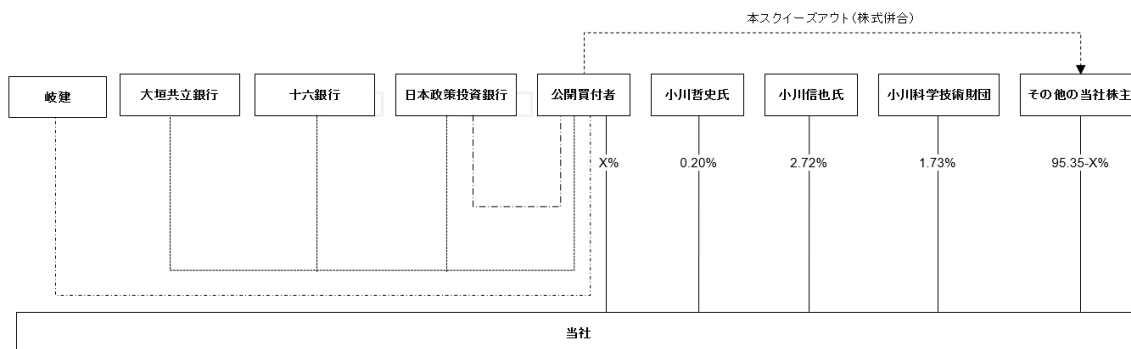 本スクイーズアウト(株式併合)
岐建
大垣共立銀行
十六銀行
日本政策投資銀行
公開買付者
小川哲史氏
小川信也氏
小川科学技術財団
その他の当社株主
X%
0.20%
2.72%
1.73%
95.35-X%
当社